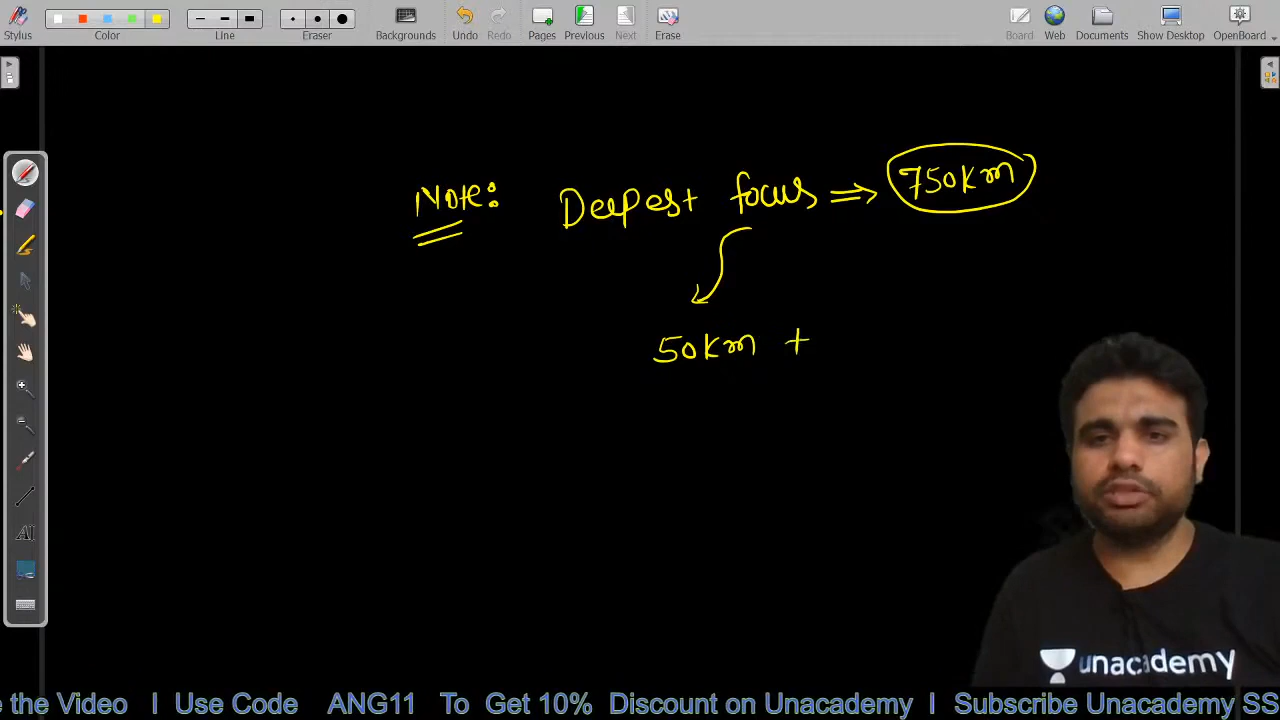 Stylus
Color
Line
Eraser
Backgrounds
Undo
Redo
Pages
Previous
Next
Erase
Board
Web
Documents
Show Desktop
OpenBoard
Note: Deepest focus ⇒ 750km
50km +
AI
unacademy
e the Video I Use Code ANG11 To Get 10% Discount on Unacademy I Subscribe Unacademy SS